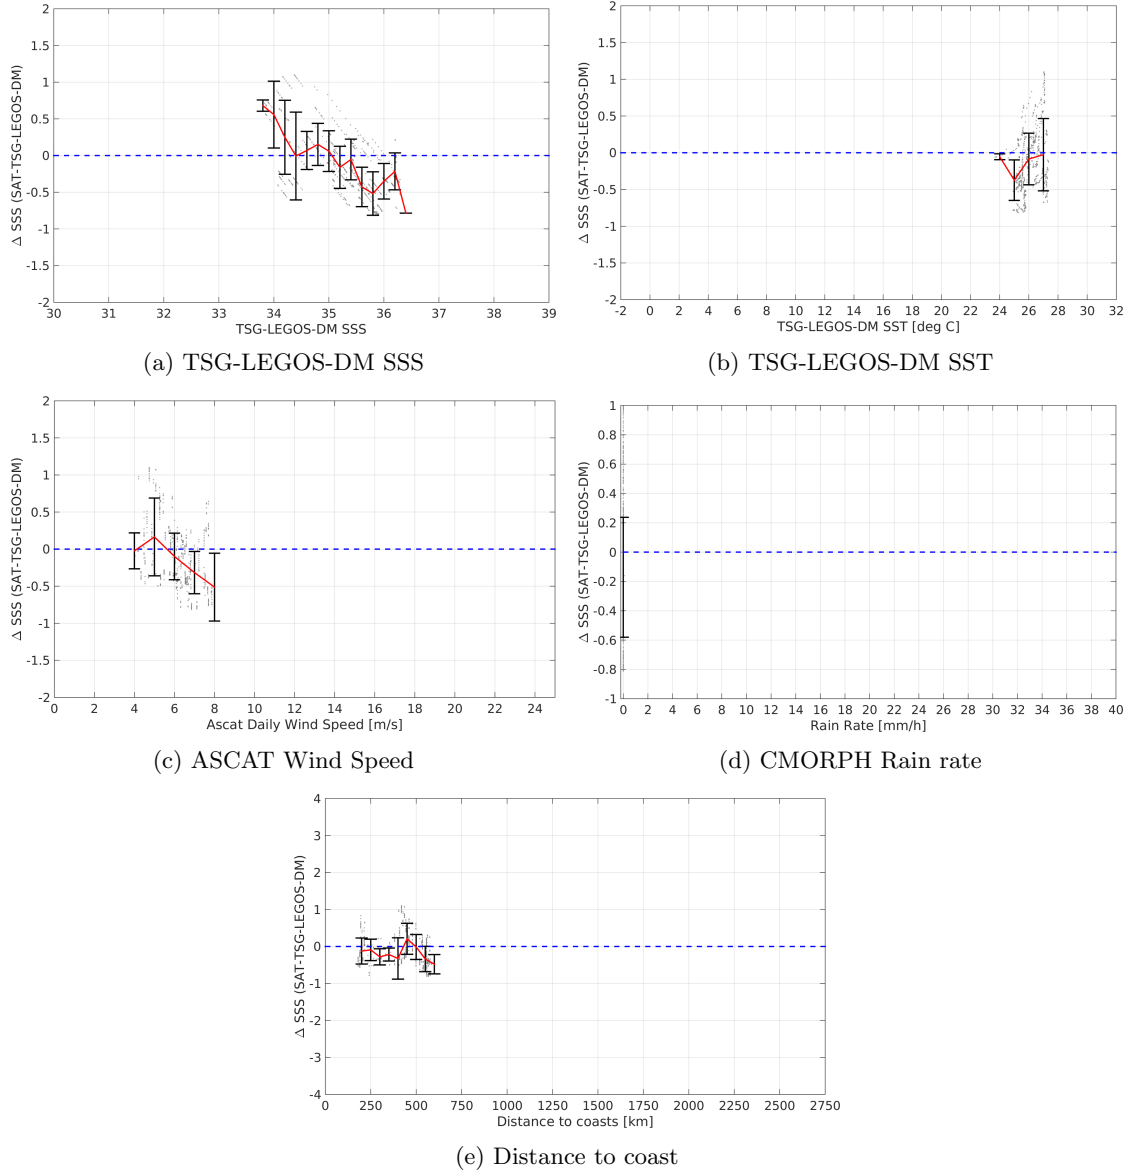 2
1.5
1
0.5
0
-0.5
-1
-1.5
-2
Δ SSS (SAT-TSG-LEGOS-DM)
30 31 32 33 34 35 36 37 38 39
TSG-LEGOS-DM SSS
(a) TSG-LEGOS-DM SSS
2
1.5
1
0.5
0
-0.5
-1
-1.5
-2
Δ SSS (SAT-TSG-LEGOS-DM)
-2 0 2 4 6 8 10 12 14 16 18 20 22 24 26 28 30 32
TSG-LEGOS-DM SST [deg C]
(b) TSG-LEGOS-DM SST
2
1.5
1
0.5
0
-0.5
-1
-1.5
-2
Δ SSS (SAT-TSG-LEGOS-DM)
0 2 4 6 8 10 12 14 16 18 20 22 24
Ascat Daily Wind Speed [m/s]
(c) ASCAT Wind Speed
1
0.8
0.6
0.4
0.2
0
-0.2
-0.4
-0.6
-0.8
-1
Δ SSS (SAT-TSG-LEGOS-DM)
0 2 4 6 8 10 12 14 16 18 20 22 24 26 28 30 32 34 36 38 40
Rain Rate [mm/h]
(d) CMORPH Rain rate
4
3
2
1
0
-1
-2
-3
-4
Δ SSS (SAT-TSG-LEGOS-DM)
0 250 500 750 1000 1250 1500 1750 2000 2250 2500 2750
Distance to coasts [km]
(e) Distance to coast